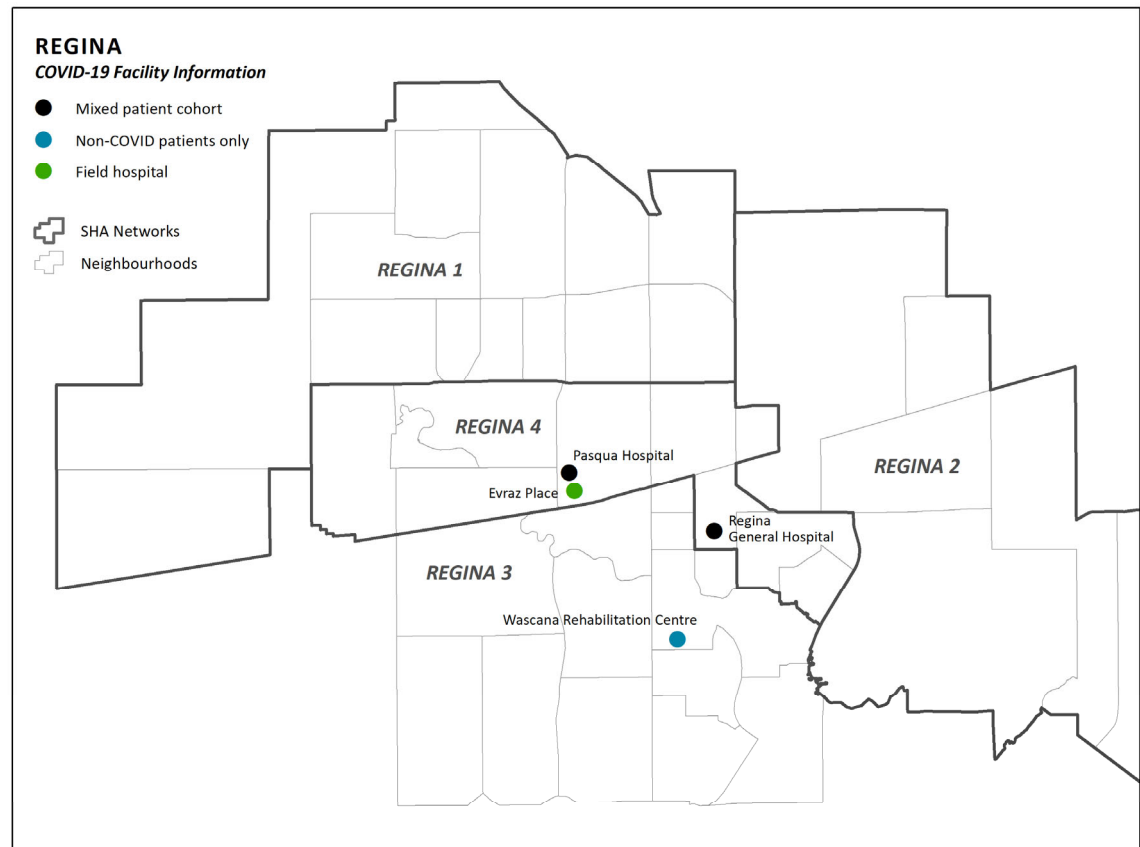 REGINA
COVID-19 Facility Information
Mixed patient cohort
Non-COVID patients only
Field hospital
SHA Networks
Neighbourhoods
REGINA 1
REGINA 4
Pasqua Hospital
REGINA 2
Evraz Place
Regina
General Hospital
REGINA 3
Wascana Rehabilitation Centre